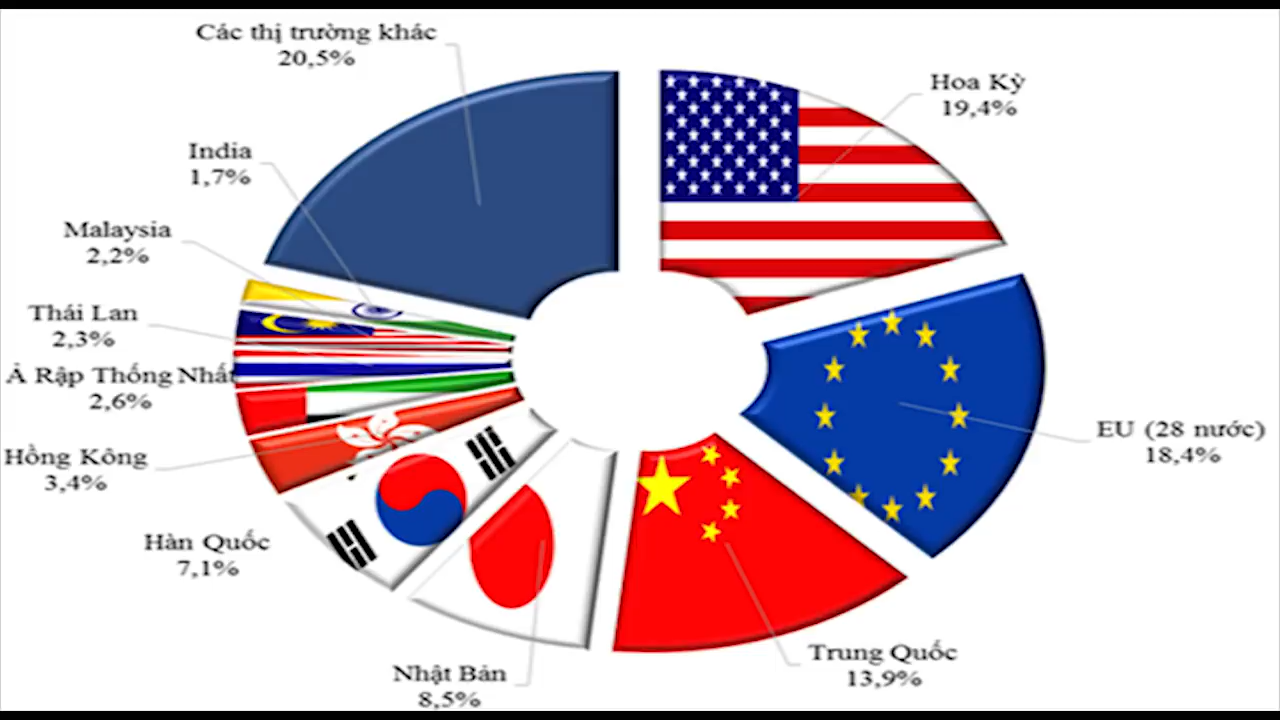 Các thị trường khác
20,5%
Hoa Kỳ
19,4%
India
1,7%
Malaysia
2,2%
Thái Lan
2,3%
Ả Rập Thống Nhất
2,6%
EU (28 nước)
18,4%
Hồng Kông
3,4%
Hàn Quốc
7,1%
Trung Quốc
13,9%
Nhật Bản
8,5%